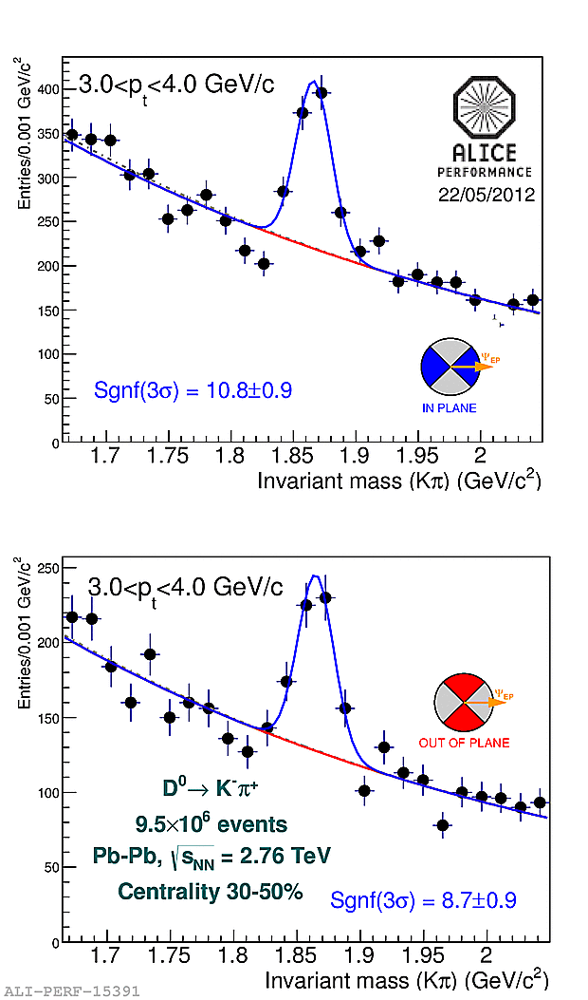 Entries/0.001 GeV/c²
3.0<pₜ<4.0 GeV/c
ALICE
PERFORMANCE
22/05/2012
400
350
300
250
200
150
100
50
0
Ψ_EP
IN PLANE
Sgnf(3σ) = 10.8±0.9
1.7 1.75 1.8 1.85 1.9 1.95 2
Invariant mass (Kπ) (GeV/c²)
Entries/0.001 GeV/c²
3.0<pₜ<4.0 GeV/c
250
200
150
100
50
0
Ψ_EP
OUT OF PLANE
D⁰→ K⁻π⁺
9.5×10⁶ events
Pb-Pb, √s_NN = 2.76 TeV
Centrality 30-50%
Sgnf(3σ) = 8.7±0.9
1.7 1.75 1.8 1.85 1.9 1.95 2
Invariant mass (Kπ) (GeV/c²)
ALI-PERF-15391